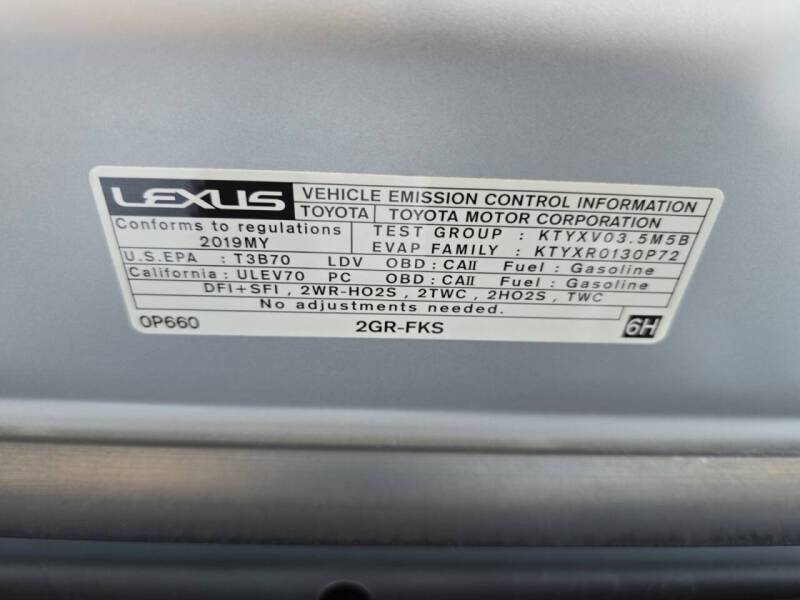 LEXUS VEHICLE EMISSION CONTROL INFORMATION
TOYOTA TOYOTA MOTOR CORPORATION
Conforms to regulations
2019MY
TEST GROUP : KTYXV03.5M5B
EVAP FAMILY : KTYXR0130P72
U.S.EPA : T3B70 LDV OBD : CAII Fuel : Gasoline
California : ULEV70 PC OBD : CAII Fuel : Gasoline
DFI+SFI , 2WR-HO2S , 2TWC , 2HO2S , TWC
No adjustments needed.
0P660 2GR-FKS 6H